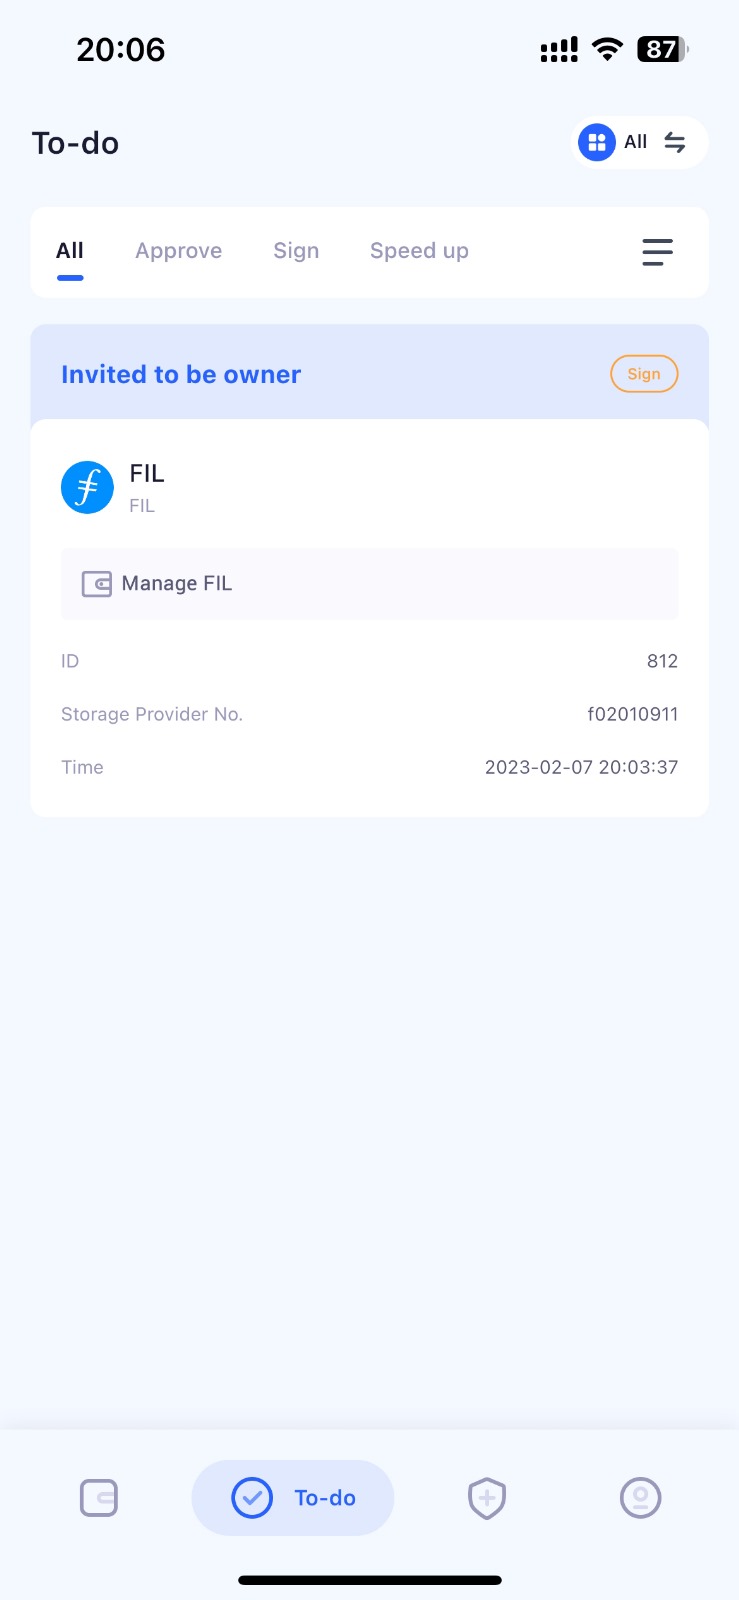 20:06
87
To-do
All
All Approve Sign Speed up
Invited to be owner
Sign
FIL
FIL
Manage FIL
ID 812
Storage Provider No. f02010911
Time 2023-02-07 20:03:37
To-do